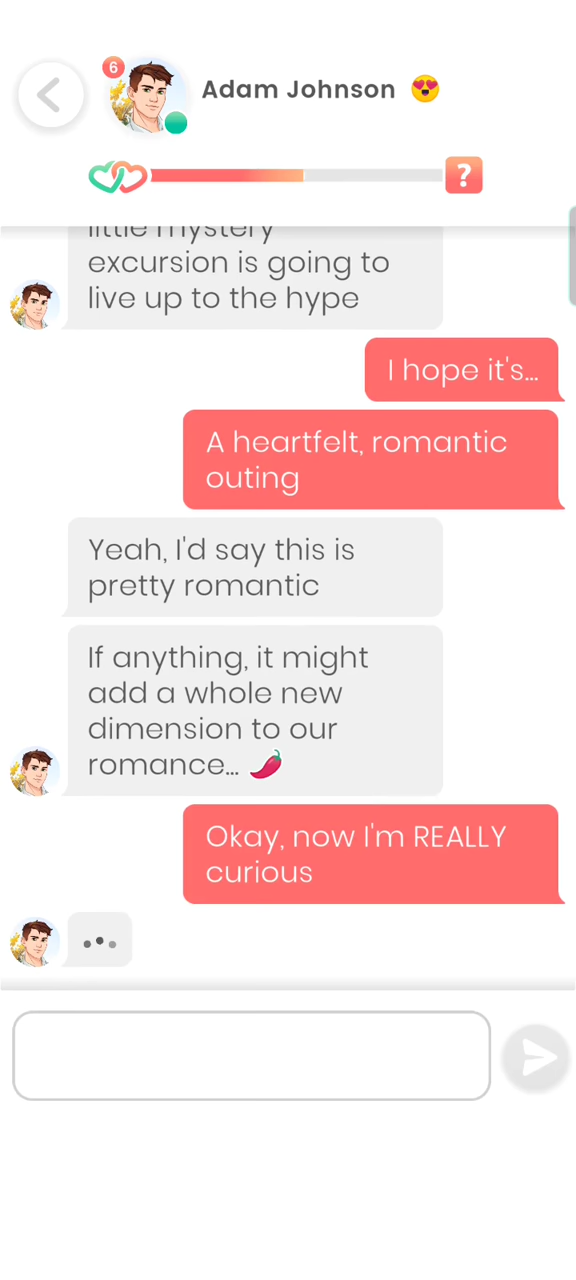 6
Adam Johnson 😍
?
little mystery
excursion is going to
live up to the hype
I hope it's...
A heartfelt, romantic
outing
Yeah, I'd say this is
pretty romantic
If anything, it might
add a whole new
dimension to our
romance... 🌶️
Okay, now I'm REALLY
curious